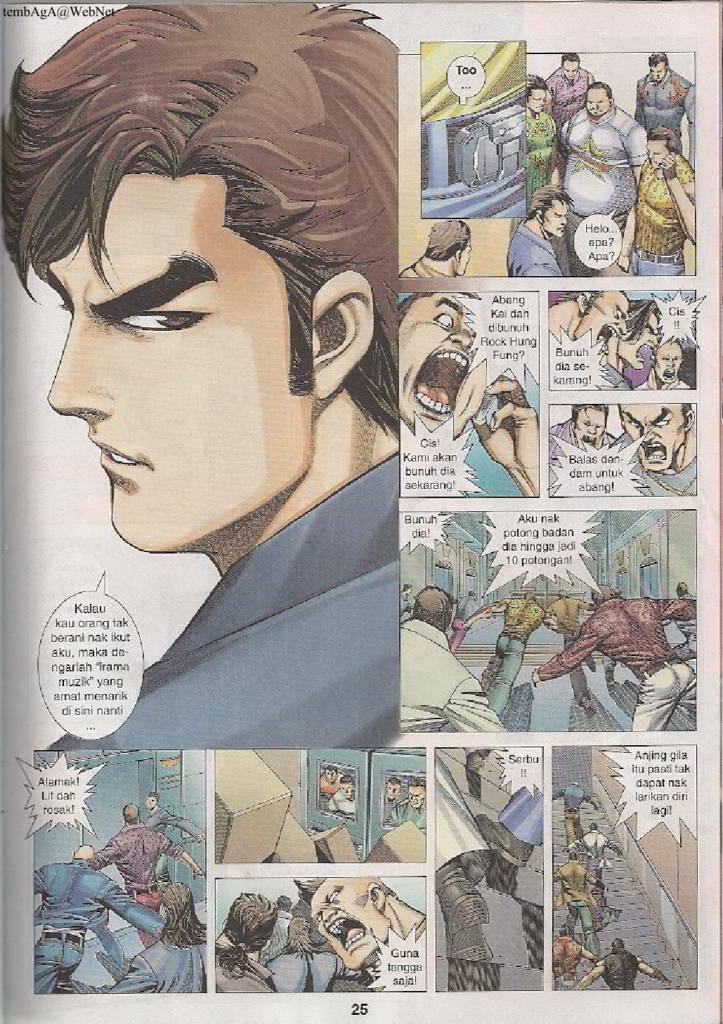 tembAgA@WebNet
Kalau
kau orang tak
berani nak ikut
aku, maka de-
ngarlah "irama
muzik" yang
amat menarik
di sini nanti
...
Too
...
Helo...
apa?
Apa?
Abang
Kei dah
dibunuh
Rock Hung
Fung?
Cis!
Kami akan
bunuh dia
sekarang!
Bunuh
dia se-
karang!
Cis
!!
Balas den-
dam untuk
abang!
Bunuh
dia!
Aku nak
potong badan
dia hingga jadi
10 potongan!
Alamak!
Lif dah
rosak!
Guna
tangga
saja!
Serbu
!!
Anjing gila
itu pasti tak
dapat nak
larikan diri
lagi!
25